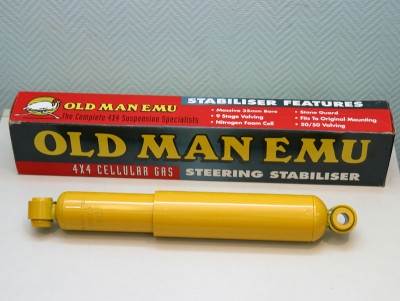 OLD MAN EMU
The Complete 4X4 Suspension Specialists
STABILISER FEATURES
• Massive 35mm Bore
• 9 Stage Valving
• Nitrogen Foam Cell
• Stone Guard
• Fits To Original Mounting
• 50/50 Valving
OLD MAN EMU
4X4 CELLULAR GAS
STEERING STABILISER